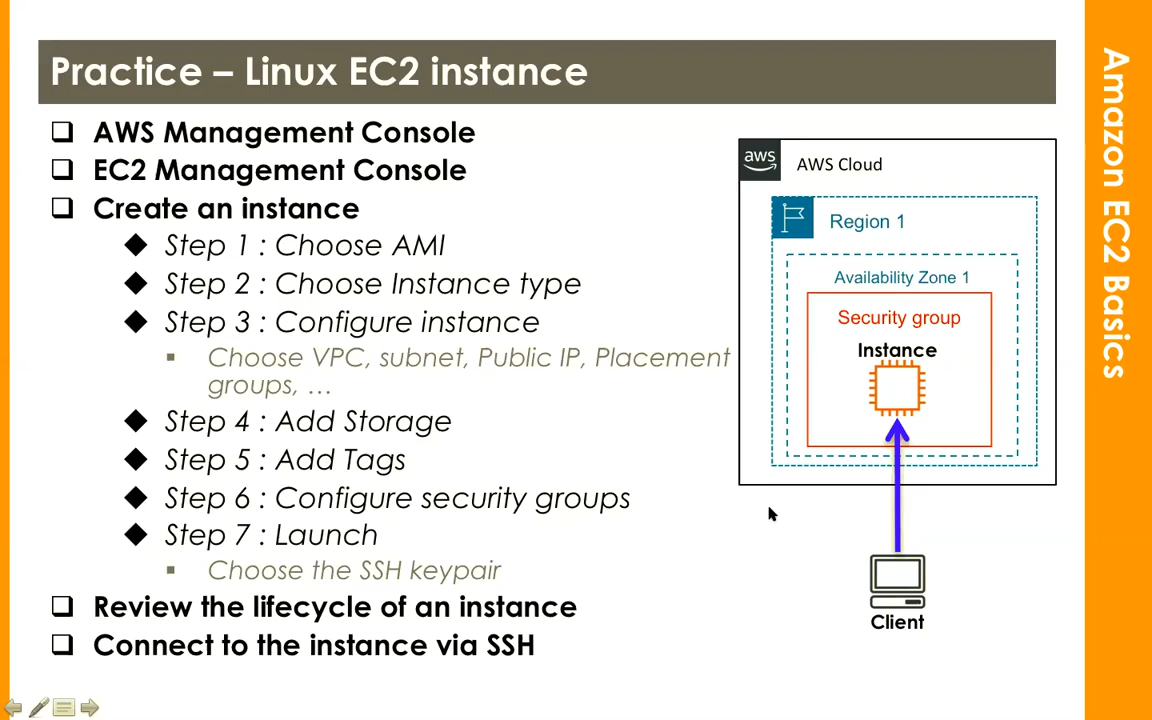 Practice – Linux EC2 instance
❑ AWS Management Console
❑ EC2 Management Console
❑ Create an instance
◆ Step 1 : Choose AMI
◆ Step 2 : Choose Instance type
◆ Step 3 : Configure instance
▪ Choose VPC, subnet, Public IP, Placement
groups, …
◆ Step 4 : Add Storage
◆ Step 5 : Add Tags
◆ Step 6 : Configure security groups
◆ Step 7 : Launch
▪ Choose the SSH keypair
❑ Review the lifecycle of an instance
❑ Connect to the instance via SSH
aws
AWS Cloud
Region 1
Availability Zone 1
Security group
Instance
Client
Amazon EC2 Basics